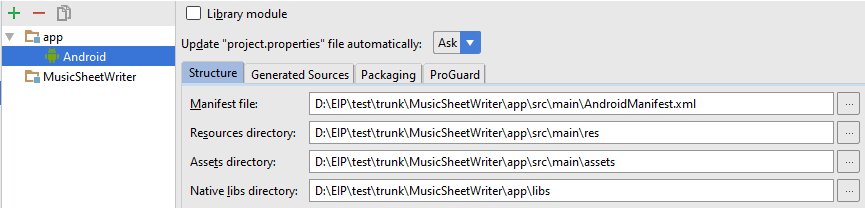 Library module
app
Update "project.properties" file automatically: Ask
Android
MusicSheetWriter
Structure Generated Sources Packaging ProGuard
Manifest file: D:\EIP\test\trunk\MusicSheetWriter\app\src\main\AndroidManifest.xml ...
Resources directory: D:\EIP\test\trunk\MusicSheetWriter\app\src\main\res ...
Assets directory: D:\EIP\test\trunk\MusicSheetWriter\app\src\main\assets ...
Native libs directory: D:\EIP\test\trunk\MusicSheetWriter\app\libs ...